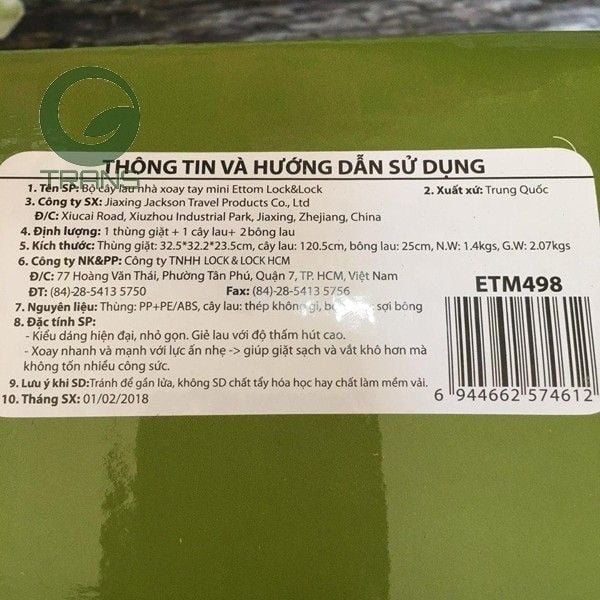 TRANS
THÔNG TIN VÀ HƯỚNG DẪN SỬ DỤNG
1. Tên SP: Bộ cây lau nhà xoay tay mini Ettom Lock&Lock 2. Xuất xứ: Trung Quốc
3. Công ty SX: Jiaxing Jackson Travel Products Co., Ltd
Đ/C: Xiucai Road, Xiuzhou Industrial Park, Jiaxing, Zhejiang, China
4. Định lượng: 1 thùng giặt + 1 cây lau+ 2 bông lau
5. Kích thước: Thùng giặt: 32.5*32.2*23.5cm, cây lau: 120.5cm, bông lau: 25cm, N.W: 1.4kgs, G.W: 2.07kgs
6. Công ty NK&PP: Công ty TNHH LOCK & LOCK HCM
Đ/C: 77 Hoàng Văn Thái, Phường Tân Phú, Quận 7, TP. HCM, Việt Nam
ĐT: (84)-28-5413 5750 Fax: (84)-28-5413 5756
ETM498
7. Nguyên liệu: Thùng: PP+PE/ABS, cây lau: thép không gỉ, sợi bông
8. Đặc tính SP:
- Kiểu dáng hiện đại, nhỏ gọn. Giẻ lau với độ thấm hút cao.
- Xoay nhanh và mạnh với lực ấn nhẹ -> giúp giặt sạch và vắt khô hơn mà
không tốn nhiều công sức.
9. Lưu ý khi SD:Tránh để gần lửa, không SD chất tẩy hóa học hay chất làm mềm vải.
10. Tháng SX: 01/02/2018
6 944662 574612